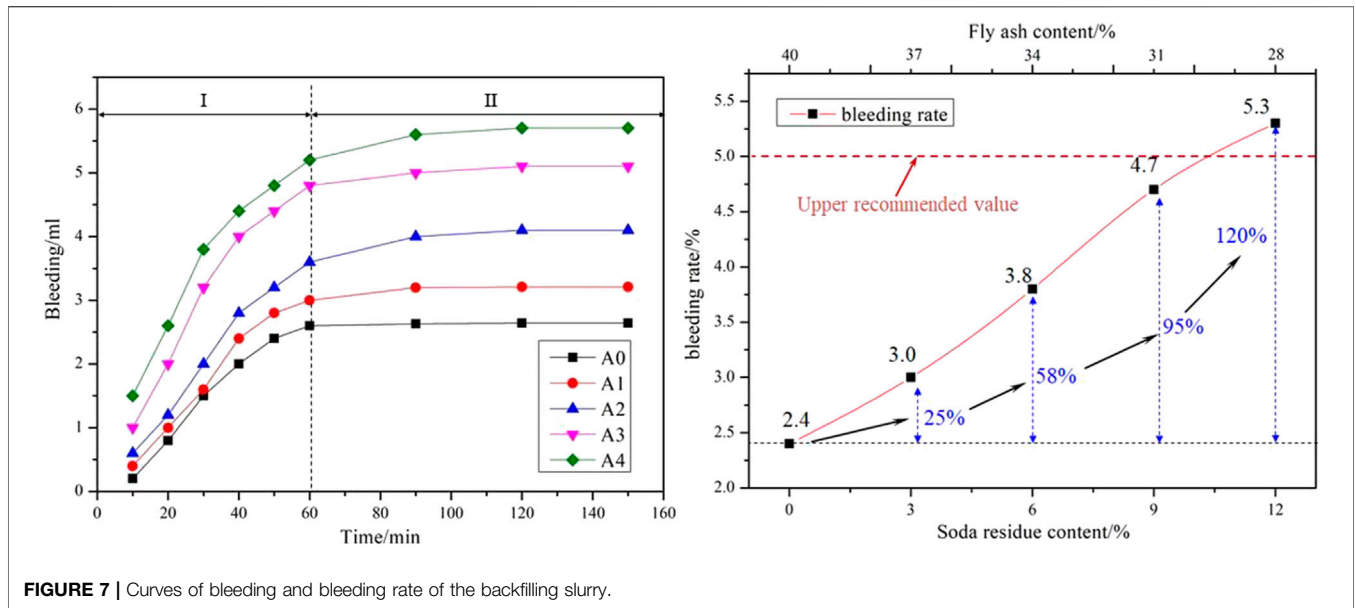 I
II
6
5
4
3
2
1
0
Bleeding/ml
A0
A1
A2
A3
A4
0 20 40 60 80 100 120 140 160
Time/min
Fly ash content/%
40 37 34 31 28
bleeding rate
5.5
5.0
4.5
4.0
3.5
3.0
2.5
2.0
bleeding rate/%
Upper recommended value
2.4
3.0
3.8
4.7
5.3
25%
58%
95%
120%
0 3 6 9 12
Soda residue content/%
FIGURE 7 | Curves of bleeding and bleeding rate of the backfilling slurry.